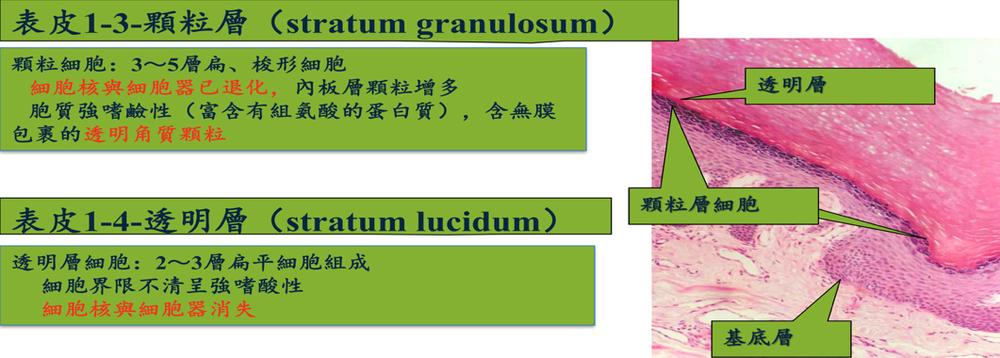 表皮1-3-顆粒層（stratum granulosum）
顆粒細胞：3～5層扁、梭形細胞
細胞核與細胞器已退化，內板層顆粒增多
胞質強嗜鹼性（富含有組氨酸的蛋白質），含無膜
包裹的透明角質顆粒
表皮1-4-透明層（stratum lucidum）
透明層細胞：2～3層扁平細胞組成
細胞界限不清呈強嗜酸性
細胞核與細胞器消失
透明層
顆粒層細胞
基底層